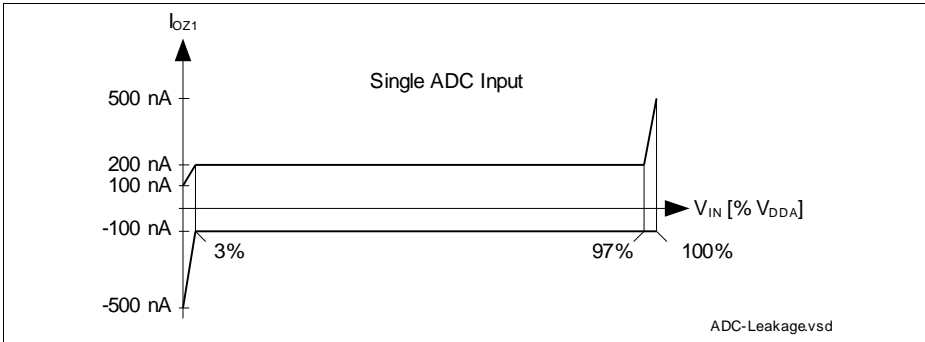 IOZ1
Single ADC Input
500 nA
200 nA
100 nA
VIN [% VDDA]
-100 nA
3%
97%
100%
-500 nA
ADC-Leakage.vsd